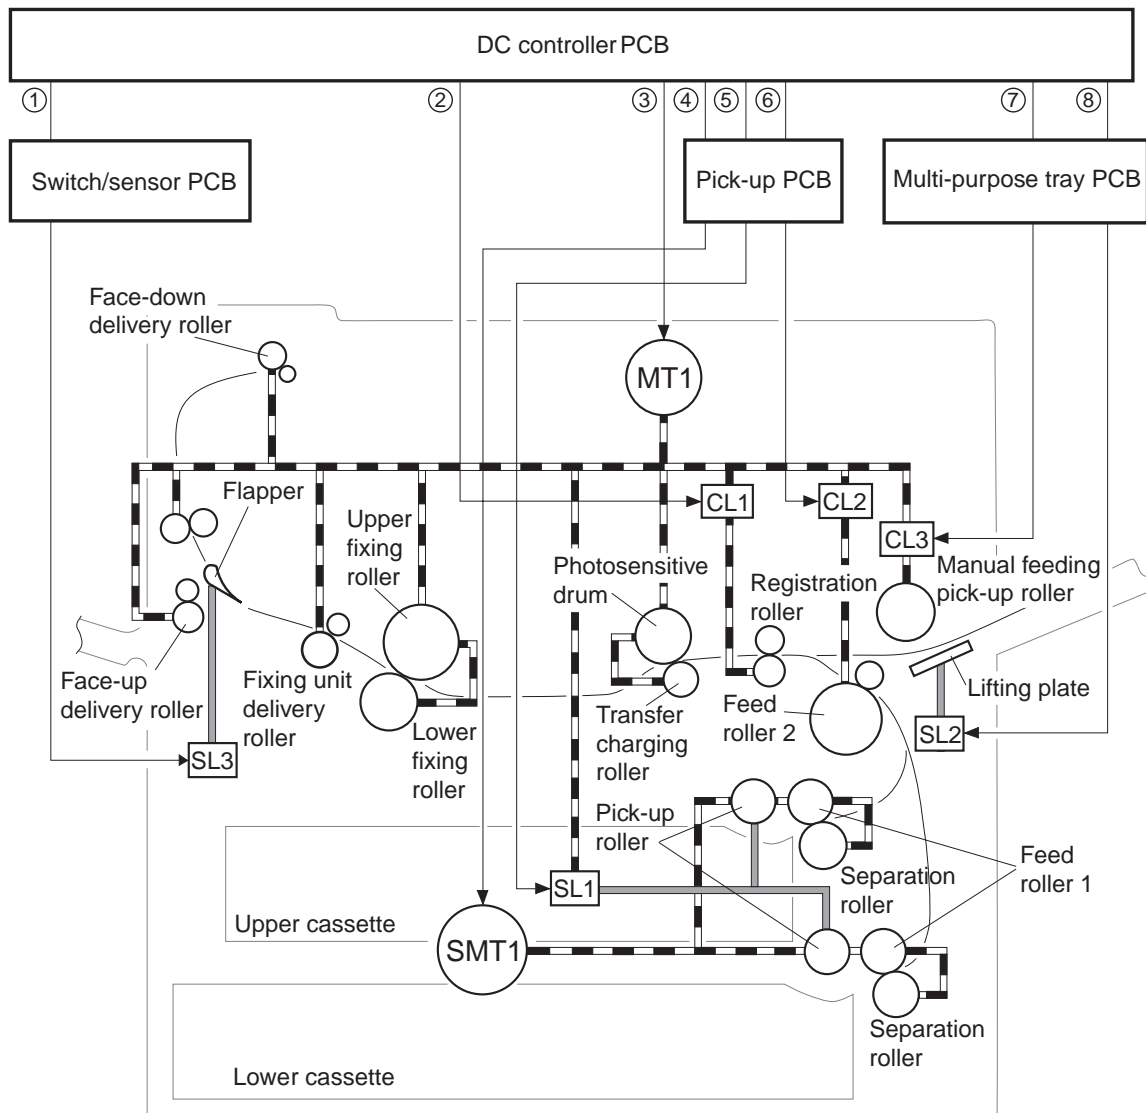 DC controller PCB
① ② ③ ④ ⑤ ⑥ ⑦ ⑧
Switch/sensor PCB
Pick-up PCB
Multi-purpose tray PCB
Face-down
delivery roller
MT1
Flapper
CL1
CL2
CL3
Upper
fixing
roller
Photosensitive
drum
Registration
roller
Manual feeding
pick-up roller
Face-up
delivery roller
Fixing unit
delivery
roller
Lower
fixing
roller
Transfer
charging
roller
Feed
roller 2
Lifting plate
SL2
SL3
Pick-up
roller
Feed
roller 1
Separation
roller
SL1
Upper cassette
SMT1
Separation
roller
Lower cassette